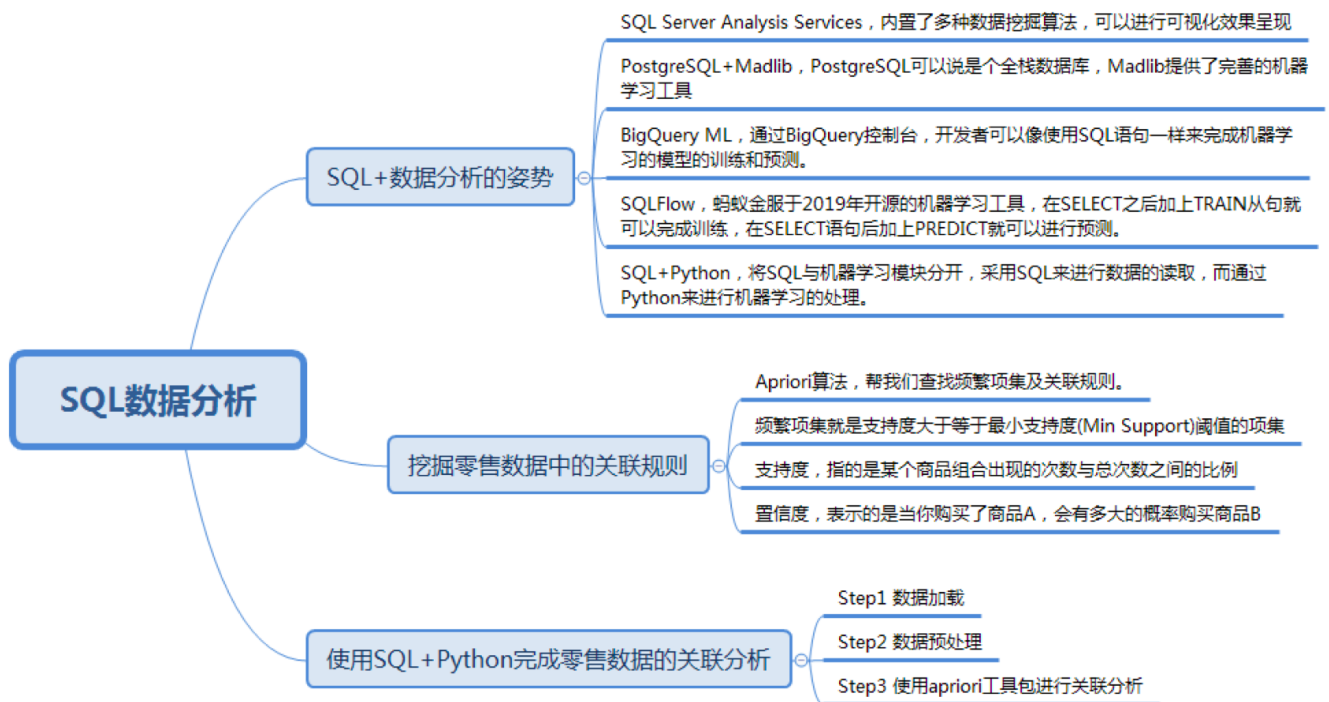 SQL Server Analysis Services，内置了多种数据挖掘算法，可以进行可视化效果呈现
PostgreSQL+Madlib，PostgreSQL可以说是个全栈数据库，Madlib提供了完善的机器
学习工具
BigQuery ML，通过BigQuery控制台，开发者可以像使用SQL语句一样来完成机器学
习的模型的训练和预测。
SQL+数据分析的姿势
SQLFlow，蚂蚁金服于2019年开源的机器学习工具，在SELECT之后加上TRAIN从句就
可以完成训练，在SELECT语句后加上PREDICT就可以进行预测。
SQL+Python，将SQL与机器学习模块分开，采用SQL来进行数据的读取，而通过
Python来进行机器学习的处理。
SQL数据分析
Apriori算法，帮我们查找频繁项集及关联规则。
频繁项集就是支持度大于等于最小支持度(Min Support)阈值的项集
挖掘零售数据中的关联规则
支持度，指的是某个商品组合出现的次数与总次数之间的比例
置信度，表示的是当你购买了商品A，会有多大的概率购买商品B
Step1 数据加载
使用SQL+Python完成零售数据的关联分析
Step2 数据预处理
Step3 使用apriori工具包进行关联分析